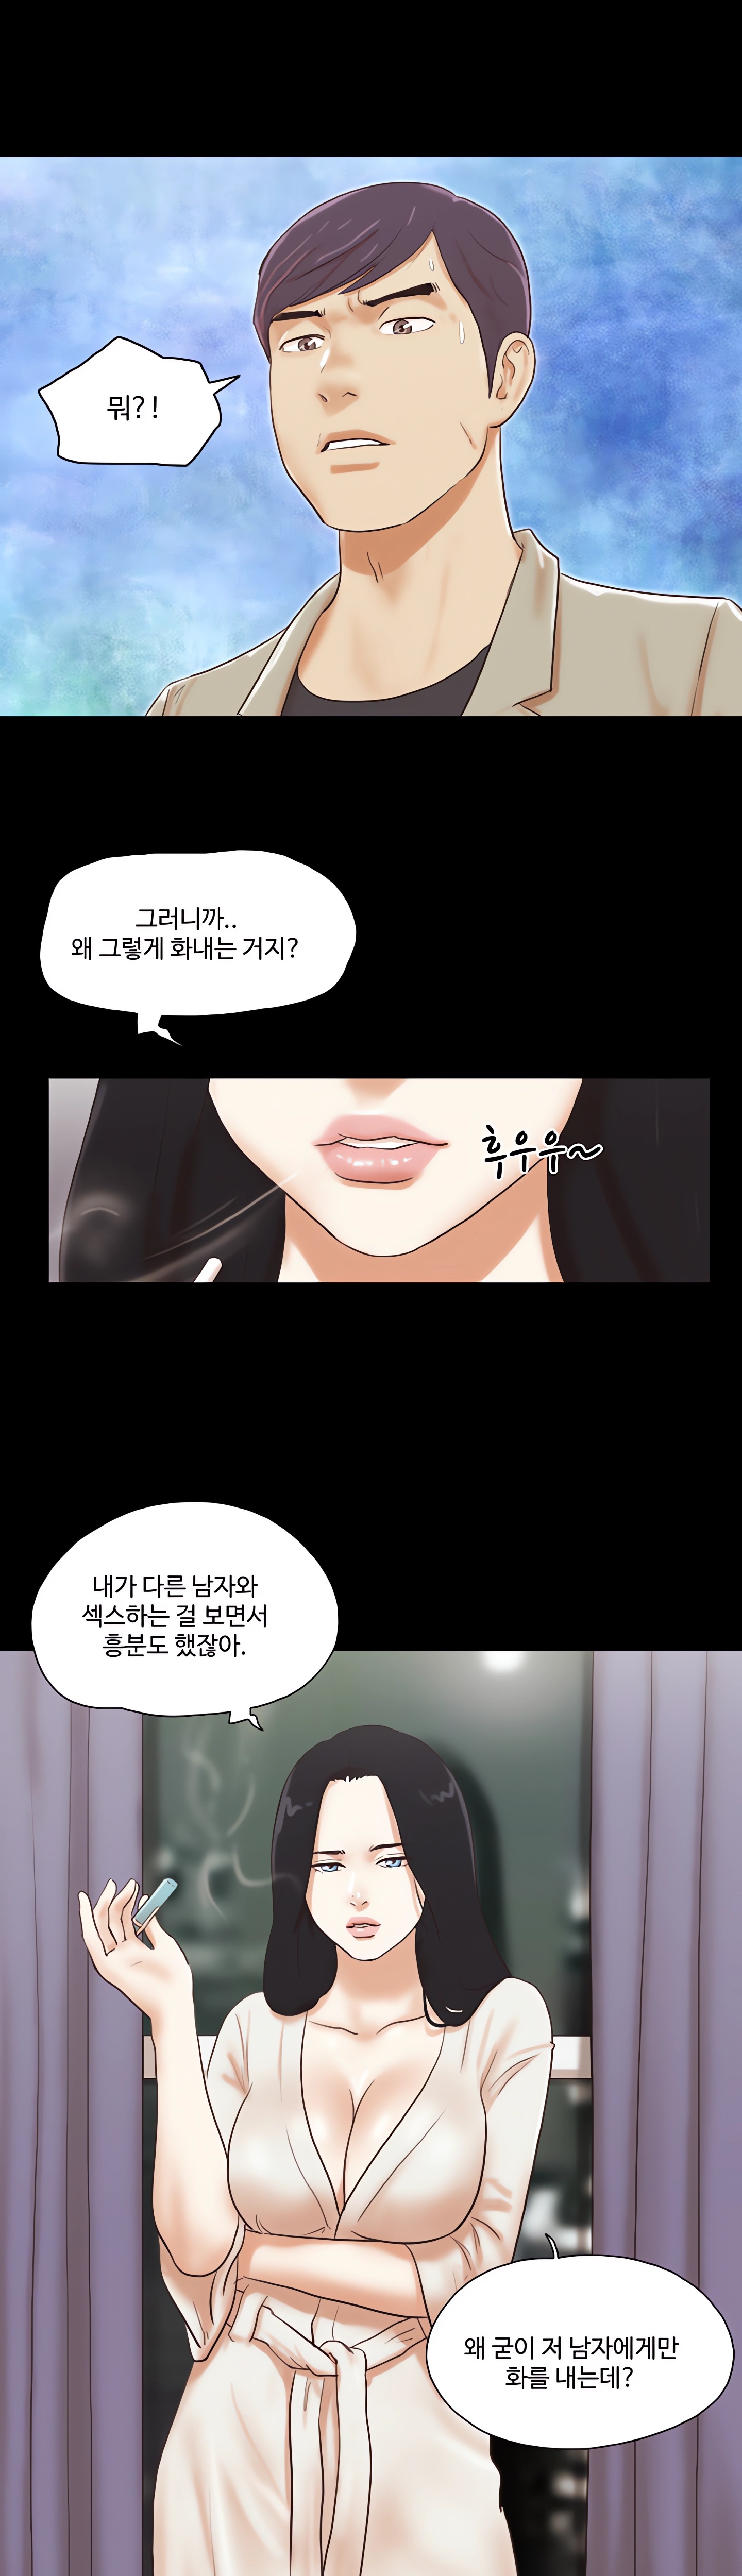 뭐?!
그러니까..
왜 그렇게 화내는 거지?
후우우~
내가 다른 남자와
섹스하는 걸 보면서
흥분도 했잖아.
왜 굳이 저 남자에게만
화를 내는데?